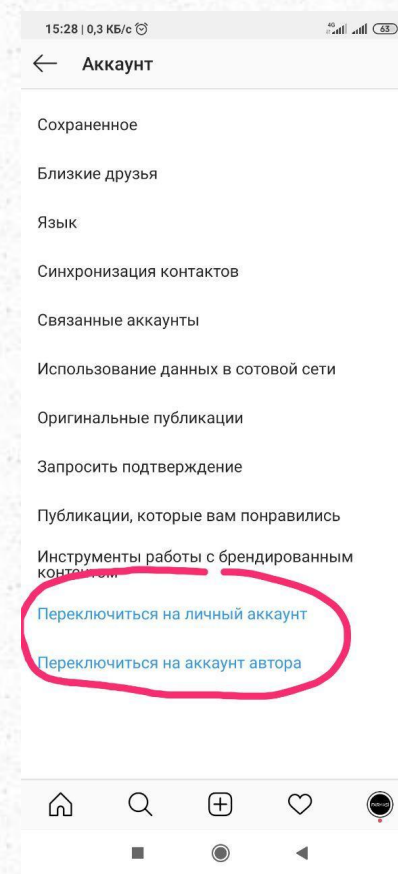 15:28 | 0,3 КБ/с
4G
63
Аккаунт
Сохраненное
Близкие друзья
Язык
Синхронизация контактов
Связанные аккаунты
Использование данных в сотовой сети
Оригинальные публикации
Запросить подтверждение
Публикации, которые вам понравились
Инструменты работы с брендированным
контентом
Переключиться на личный аккаунт
Переключиться на аккаунт автора